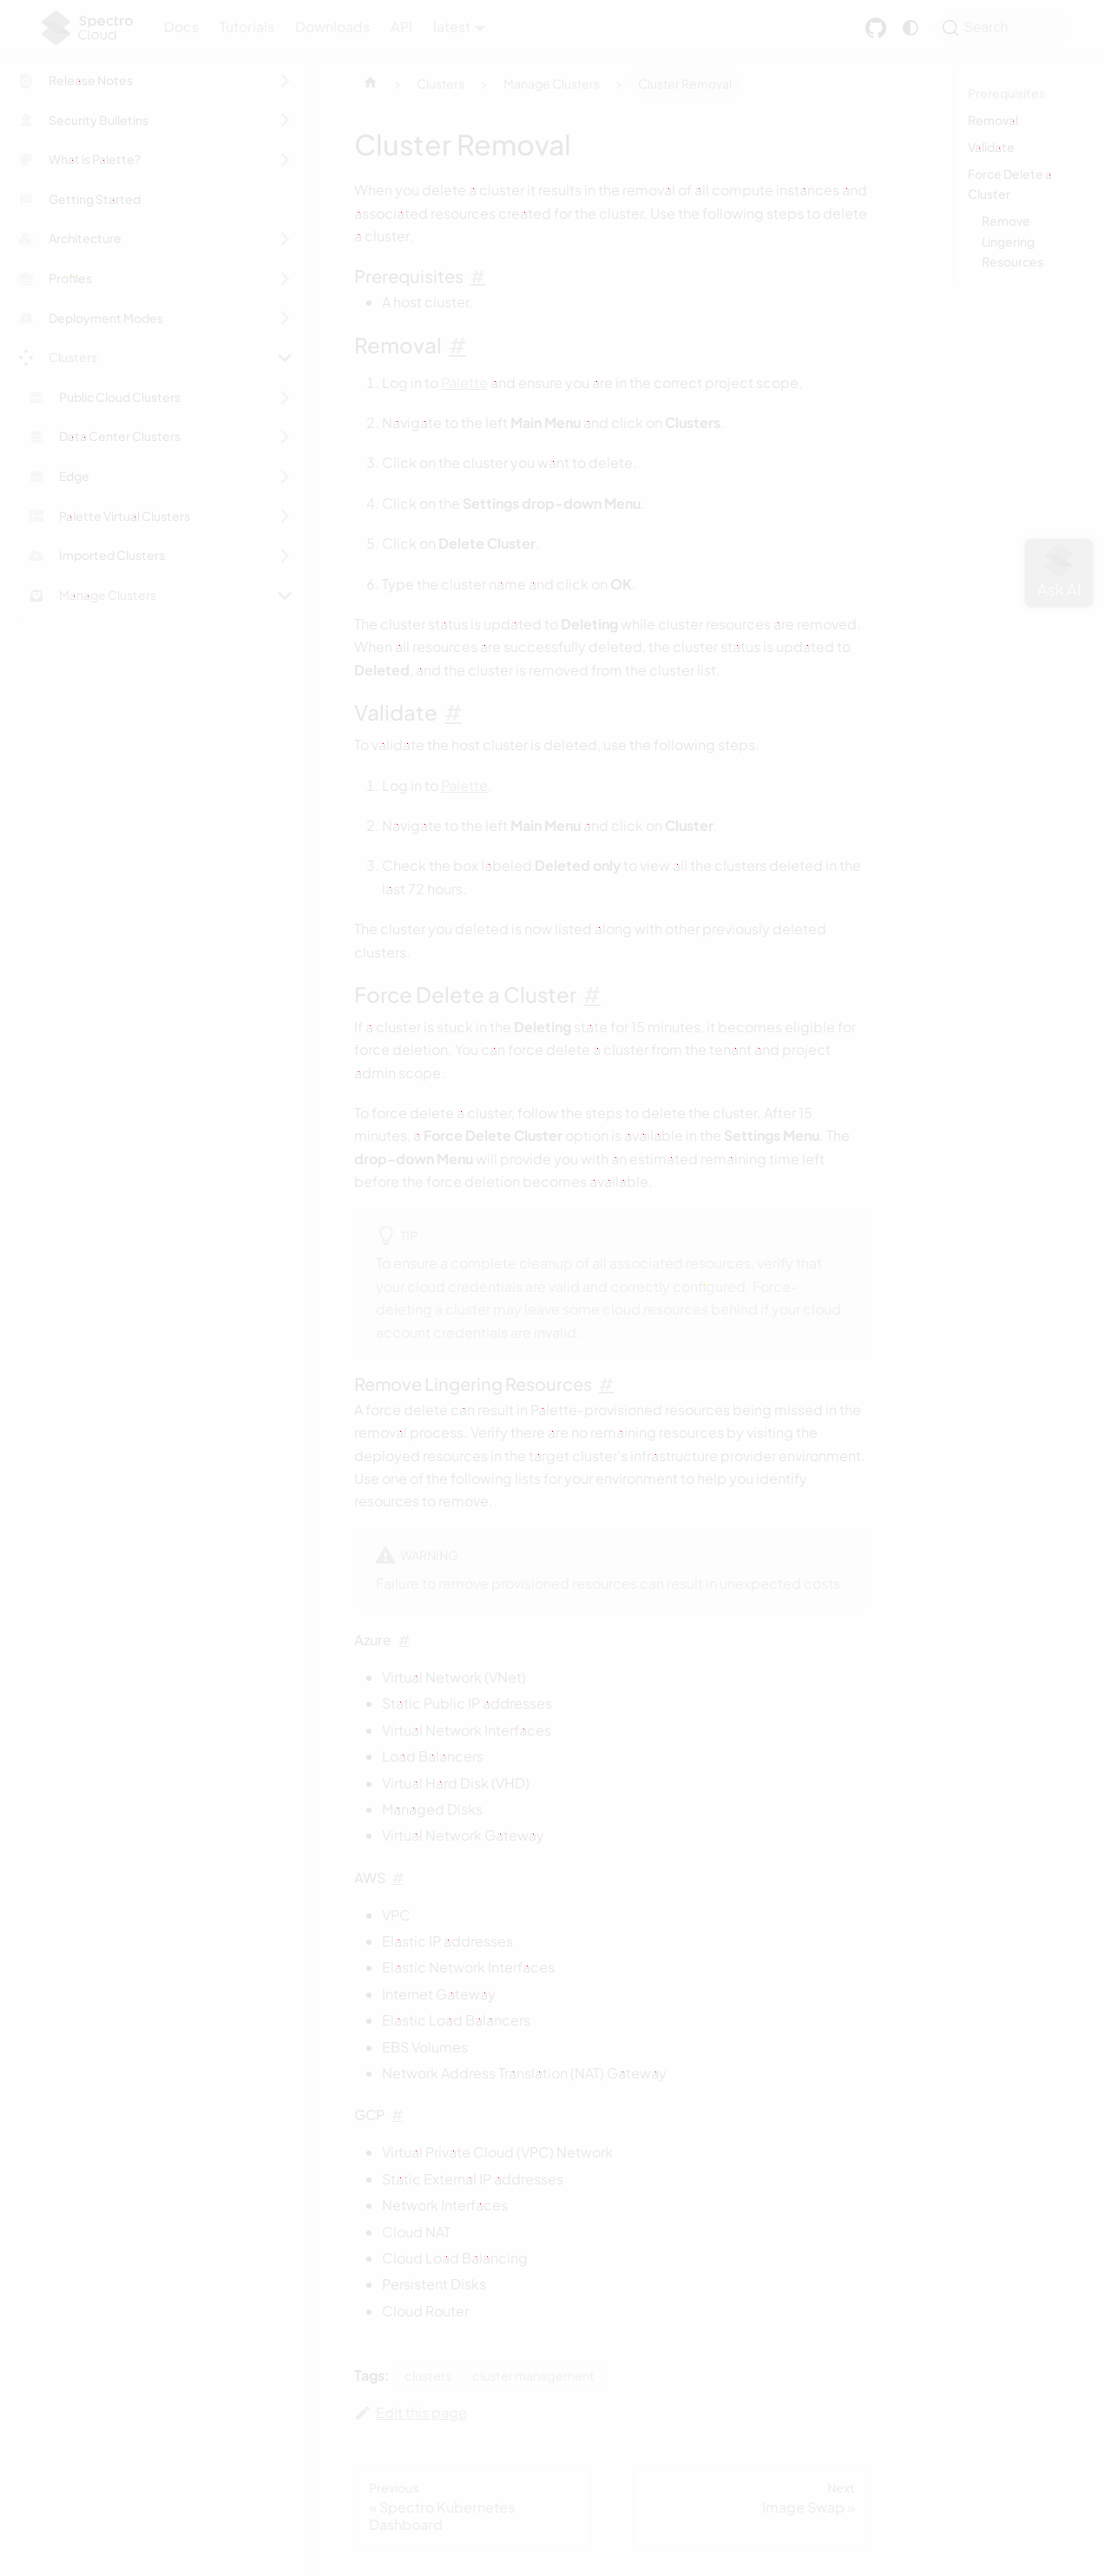 Spectro
Cloud
Docs
Tutorials
Downloads
API
latest
Search
Release Notes
Security Bulletins
What is Palette?
Getting Started
Architecture
Profiles
Deployment Modes
Clusters
Public Cloud Clusters
Data Center Clusters
Edge
Palette Virtual Clusters
Imported Clusters
Manage Clusters
Clusters
Manage Clusters
Cluster Removal
Cluster Removal
When you delete a cluster it results in the removal of all compute instances and
associated resources created for the cluster. Use the following steps to delete
a cluster.
Prerequisites #
• A host cluster.
Removal #
1. Log in to Palette and ensure you are in the correct project scope.
2. Navigate to the left Main Menu and click on Clusters.
3. Click on the cluster you want to delete.
4. Click on the Settings drop-down Menu.
5. Click on Delete Cluster.
6. Type the cluster name and click on OK.
The cluster status is updated to Deleting while cluster resources are removed.
When all resources are successfully deleted, the cluster status is updated to
Deleted, and the cluster is removed from the cluster list.
Validate #
To validate the host cluster is deleted, use the following steps.
1. Log in to Palette.
2. Navigate to the left Main Menu and click on Cluster.
3. Check the box labeled Deleted only to view all the clusters deleted in the
last 72 hours.
The cluster you deleted is now listed along with other previously deleted
clusters.
Force Delete a Cluster #
If a cluster is stuck in the Deleting state for 15 minutes, it becomes eligible for
force deletion. You can force delete a cluster from the tenant and project
admin scope.
To force delete a cluster, follow the steps to delete the cluster. After 15
minutes, a Force Delete Cluster option is available in the Settings Menu. The
drop-down Menu will provide you with an estimated remaining time left
before the force deletion becomes available.
TIP
To ensure a complete cleanup of all associated resources, verify that
your cloud credentials are valid and correctly configured. Force-
deleting a cluster may leave some cloud resources behind if your cloud
account credentials are invalid.
Remove Lingering Resources #
A force delete can result in Palette-provisioned resources being missed in the
removal process. Verify there are no remaining resources by visiting the
deployed resources in the target cluster's infrastructure provider environment.
Use one of the following lists for your environment to help you identify
resources to remove.
WARNING
Failure to remove provisioned resources can result in unexpected costs.
Azure #
• Virtual Network (VNet)
• Static Public IP addresses
• Virtual Network Interfaces
• Load Balancers
• Virtual Hard Disk (VHD)
• Managed Disks
• Virtual Network Gateway
AWS #
• VPC
• Elastic IP addresses
• Elastic Network Interfaces
• Internet Gateway
• Elastic Load Balancers
• EBS Volumes
• Network Address Translation (NAT) Gateway
GCP #
• Virtual Private Cloud (VPC) Network
• Static External IP addresses
• Network interfaces
• Cloud NAT
• Cloud Load Balancing
• Persistent Disks
• Cloud Router
Tags: clusters cluster management
Edit this page
Previous
« Spectro Kubernetes
Dashboard
Next
Image Swap »
Prerequisites
Removal
Validate
Force Delete a
Cluster
Remove
Lingering
Resources
Ask AI